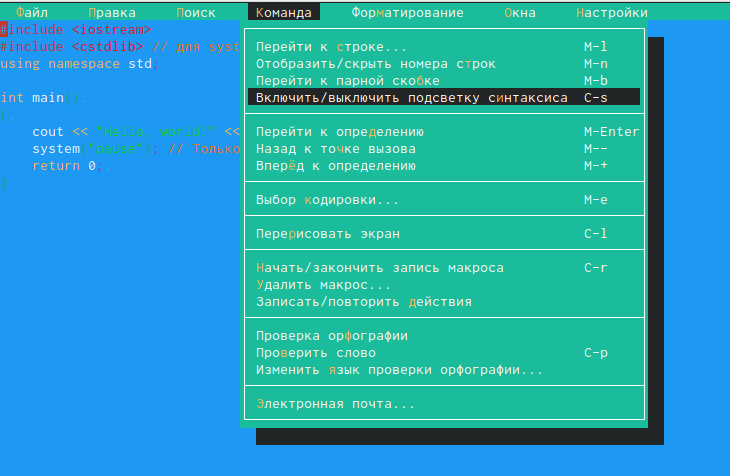 Файл Правка Поиск Команда Форматирование Окна Настройки
#include <iostream>
#include <cstdlib> // для syst
using namespace std;
int main().
{.
cout << "Hello, world!" <<
system("pause"); // Только
return 0;.
}
Перейти к строке... M-l
Отобразить/скрыть номера строк M-n
Перейти к парной скобке M-b
Включить/выключить подсветку синтаксиса C-s
Перейти к определению M-Enter
Назад к точке вызова M--
Вперёд к определению M-+
Выбор кодировки... M-e
Перерисовать экран C-l
Начать/закончить запись макроса C-r
Удалить макрос...
Записать/повторить действия
Проверка орфографии
Проверить слово C-p
Изменить язык проверки орфографии...
Электронная почта...